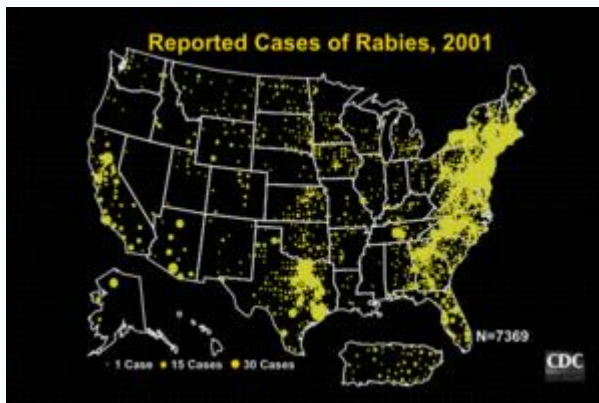 Reported Cases of Rabies, 2001
N=7369
1 Case 15 Cases 30 Cases
CDC